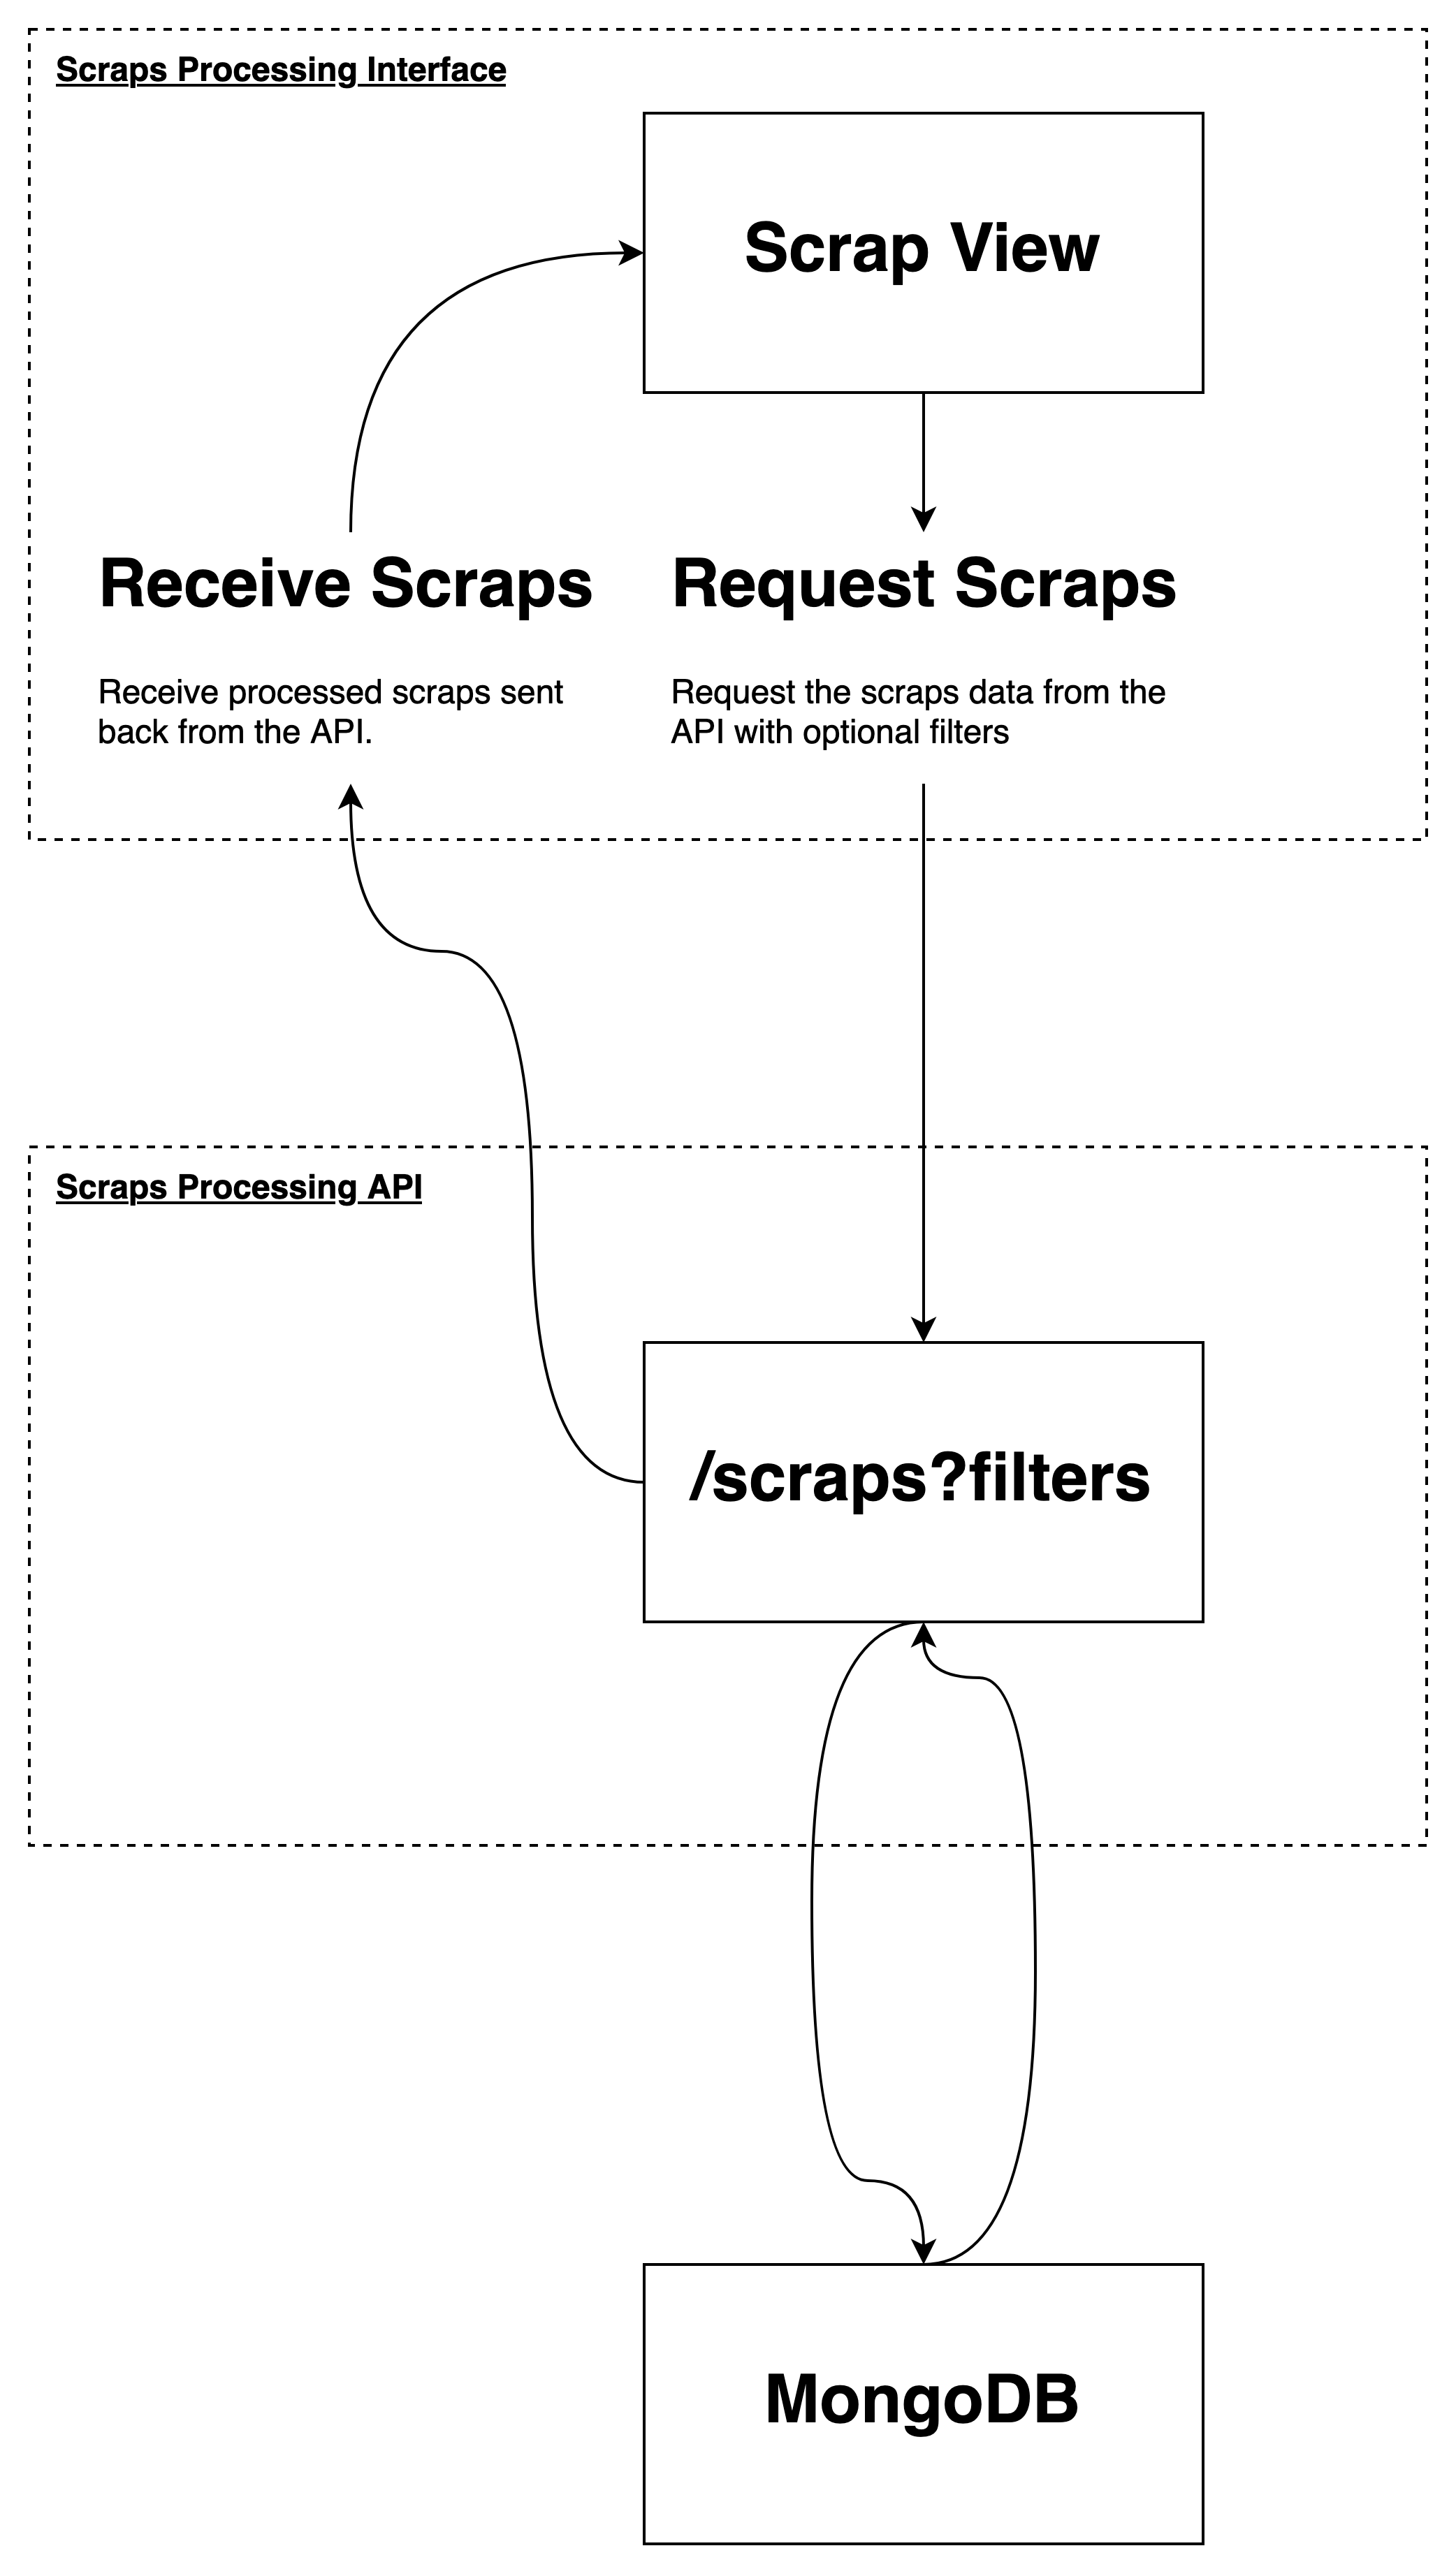 Scraps Processing Interface
Scrap View
Receive Scraps
Receive processed scraps sent
back from the API.
Request Scraps
Request the scraps data from the
API with optional filters
Scraps Processing API
/scraps?filters
MongoDB